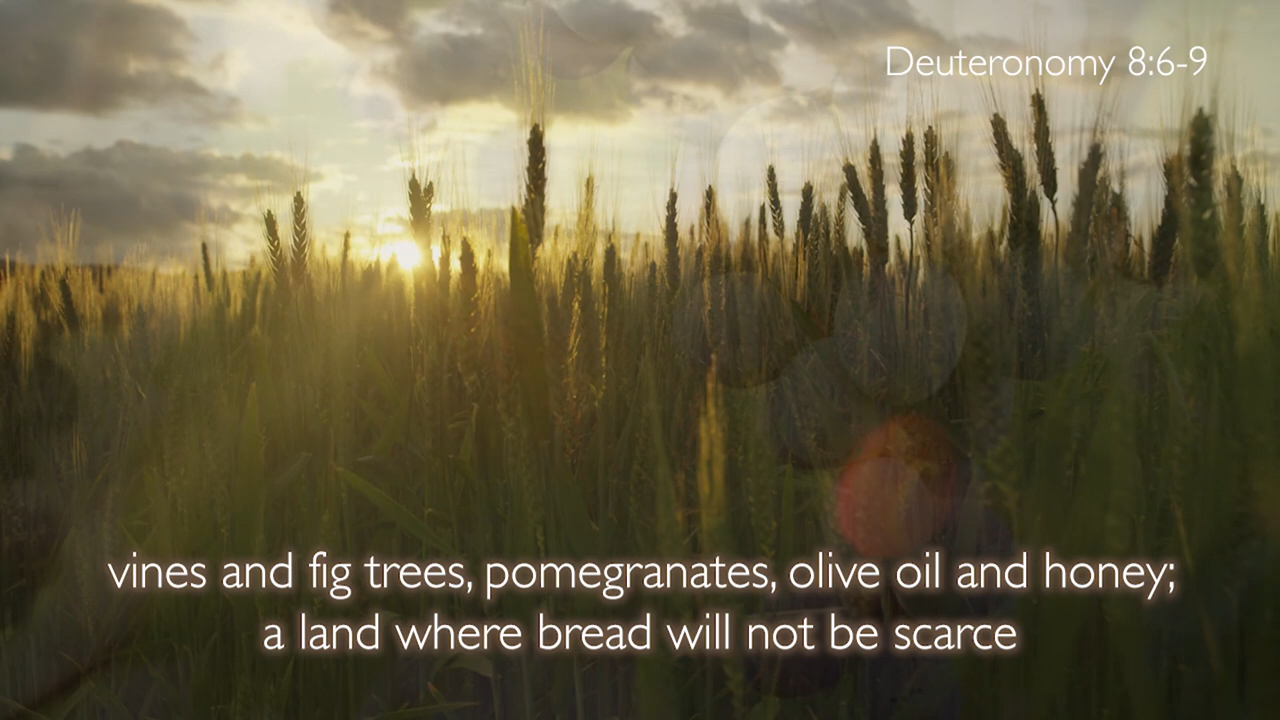 Deuteronomy 8:6-9
vines and fig trees, pomegranates, olive oil and honey;
a land where bread will not be scarce